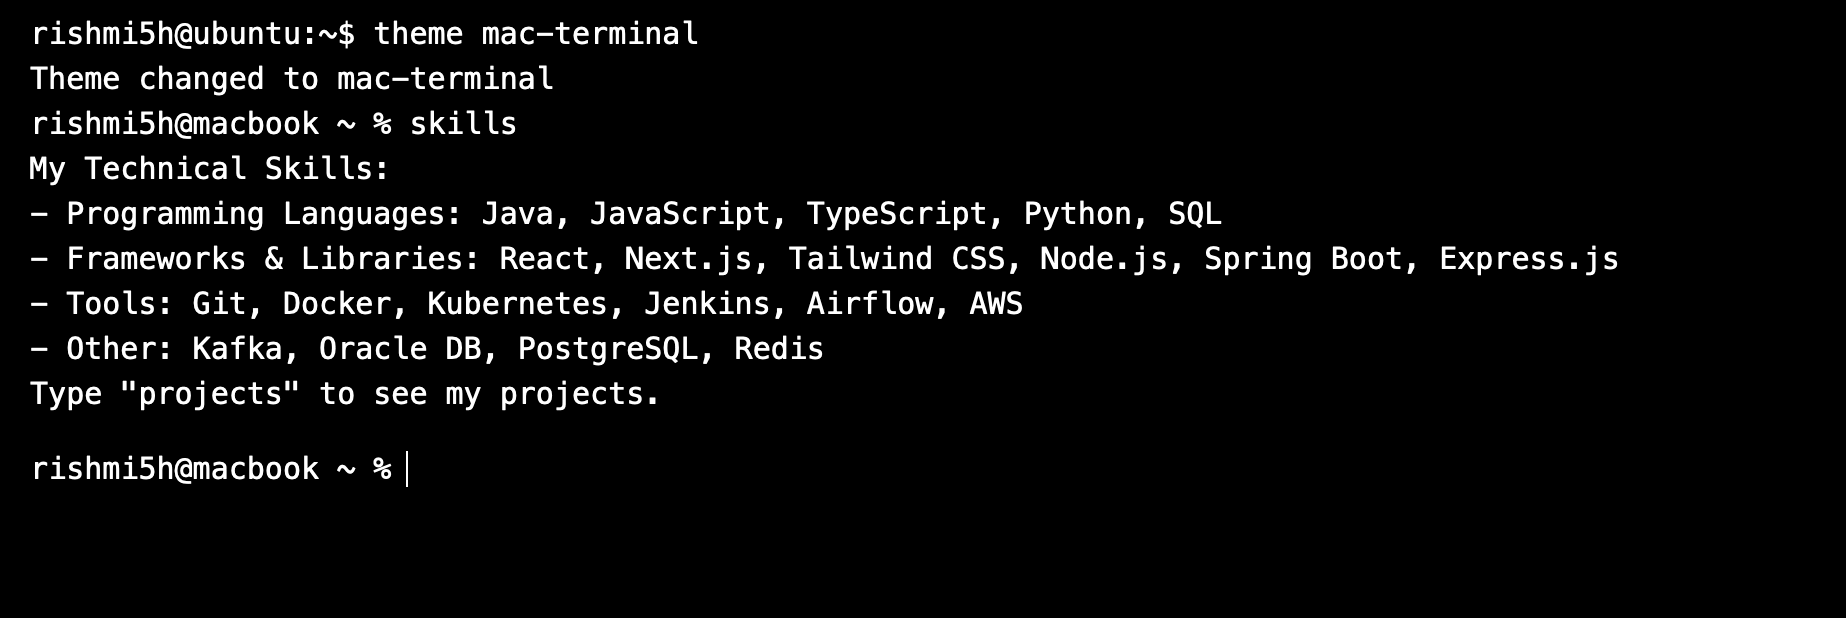 rishmi5h@ubuntu:~$ theme mac-terminal
Theme changed to mac-terminal
rishmi5h@macbook ~ % skills
My Technical Skills:
- Programming Languages: Java, JavaScript, TypeScript, Python, SQL
- Frameworks & Libraries: React, Next.js, Tailwind CSS, Node.js, Spring Boot, Express.js
- Tools: Git, Docker, Kubernetes, Jenkins, Airflow, AWS
- Other: Kafka, Oracle DB, PostgreSQL, Redis
Type "projects" to see my projects.
rishmi5h@macbook ~ %